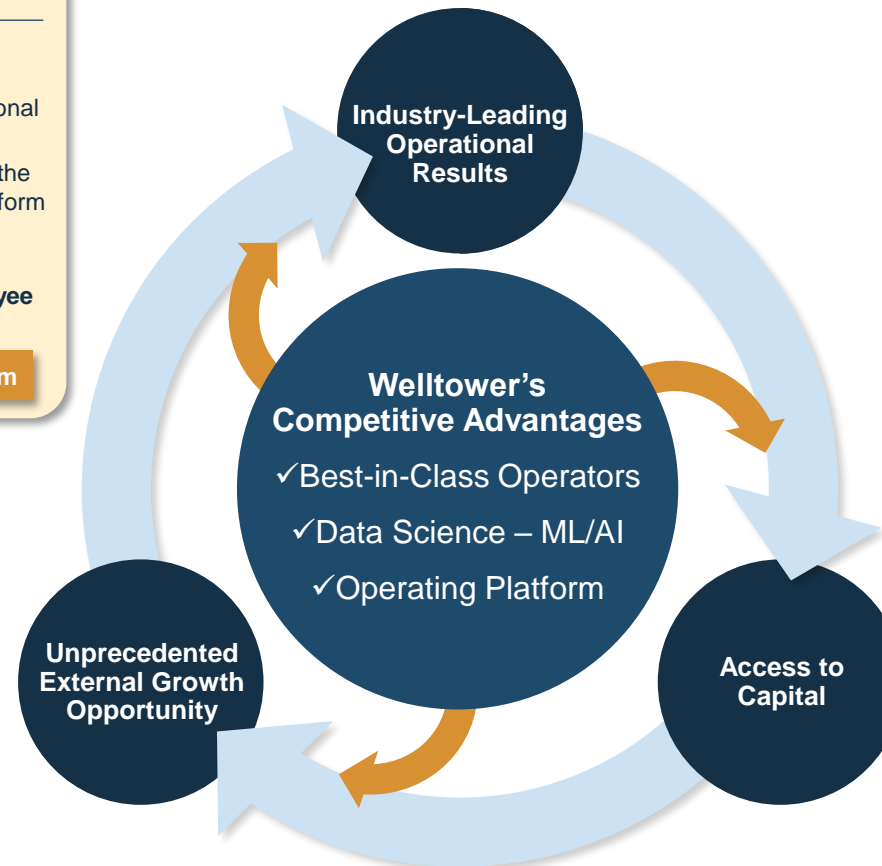 the
Industry-Leading
Operational
Results
Welltower's
Competitive Advantages
✓Best-in-Class Operators
✓Data Science – ML/AI
✓Operating Platform
Unprecedented
External Growth
Opportunity
Access to
Capital